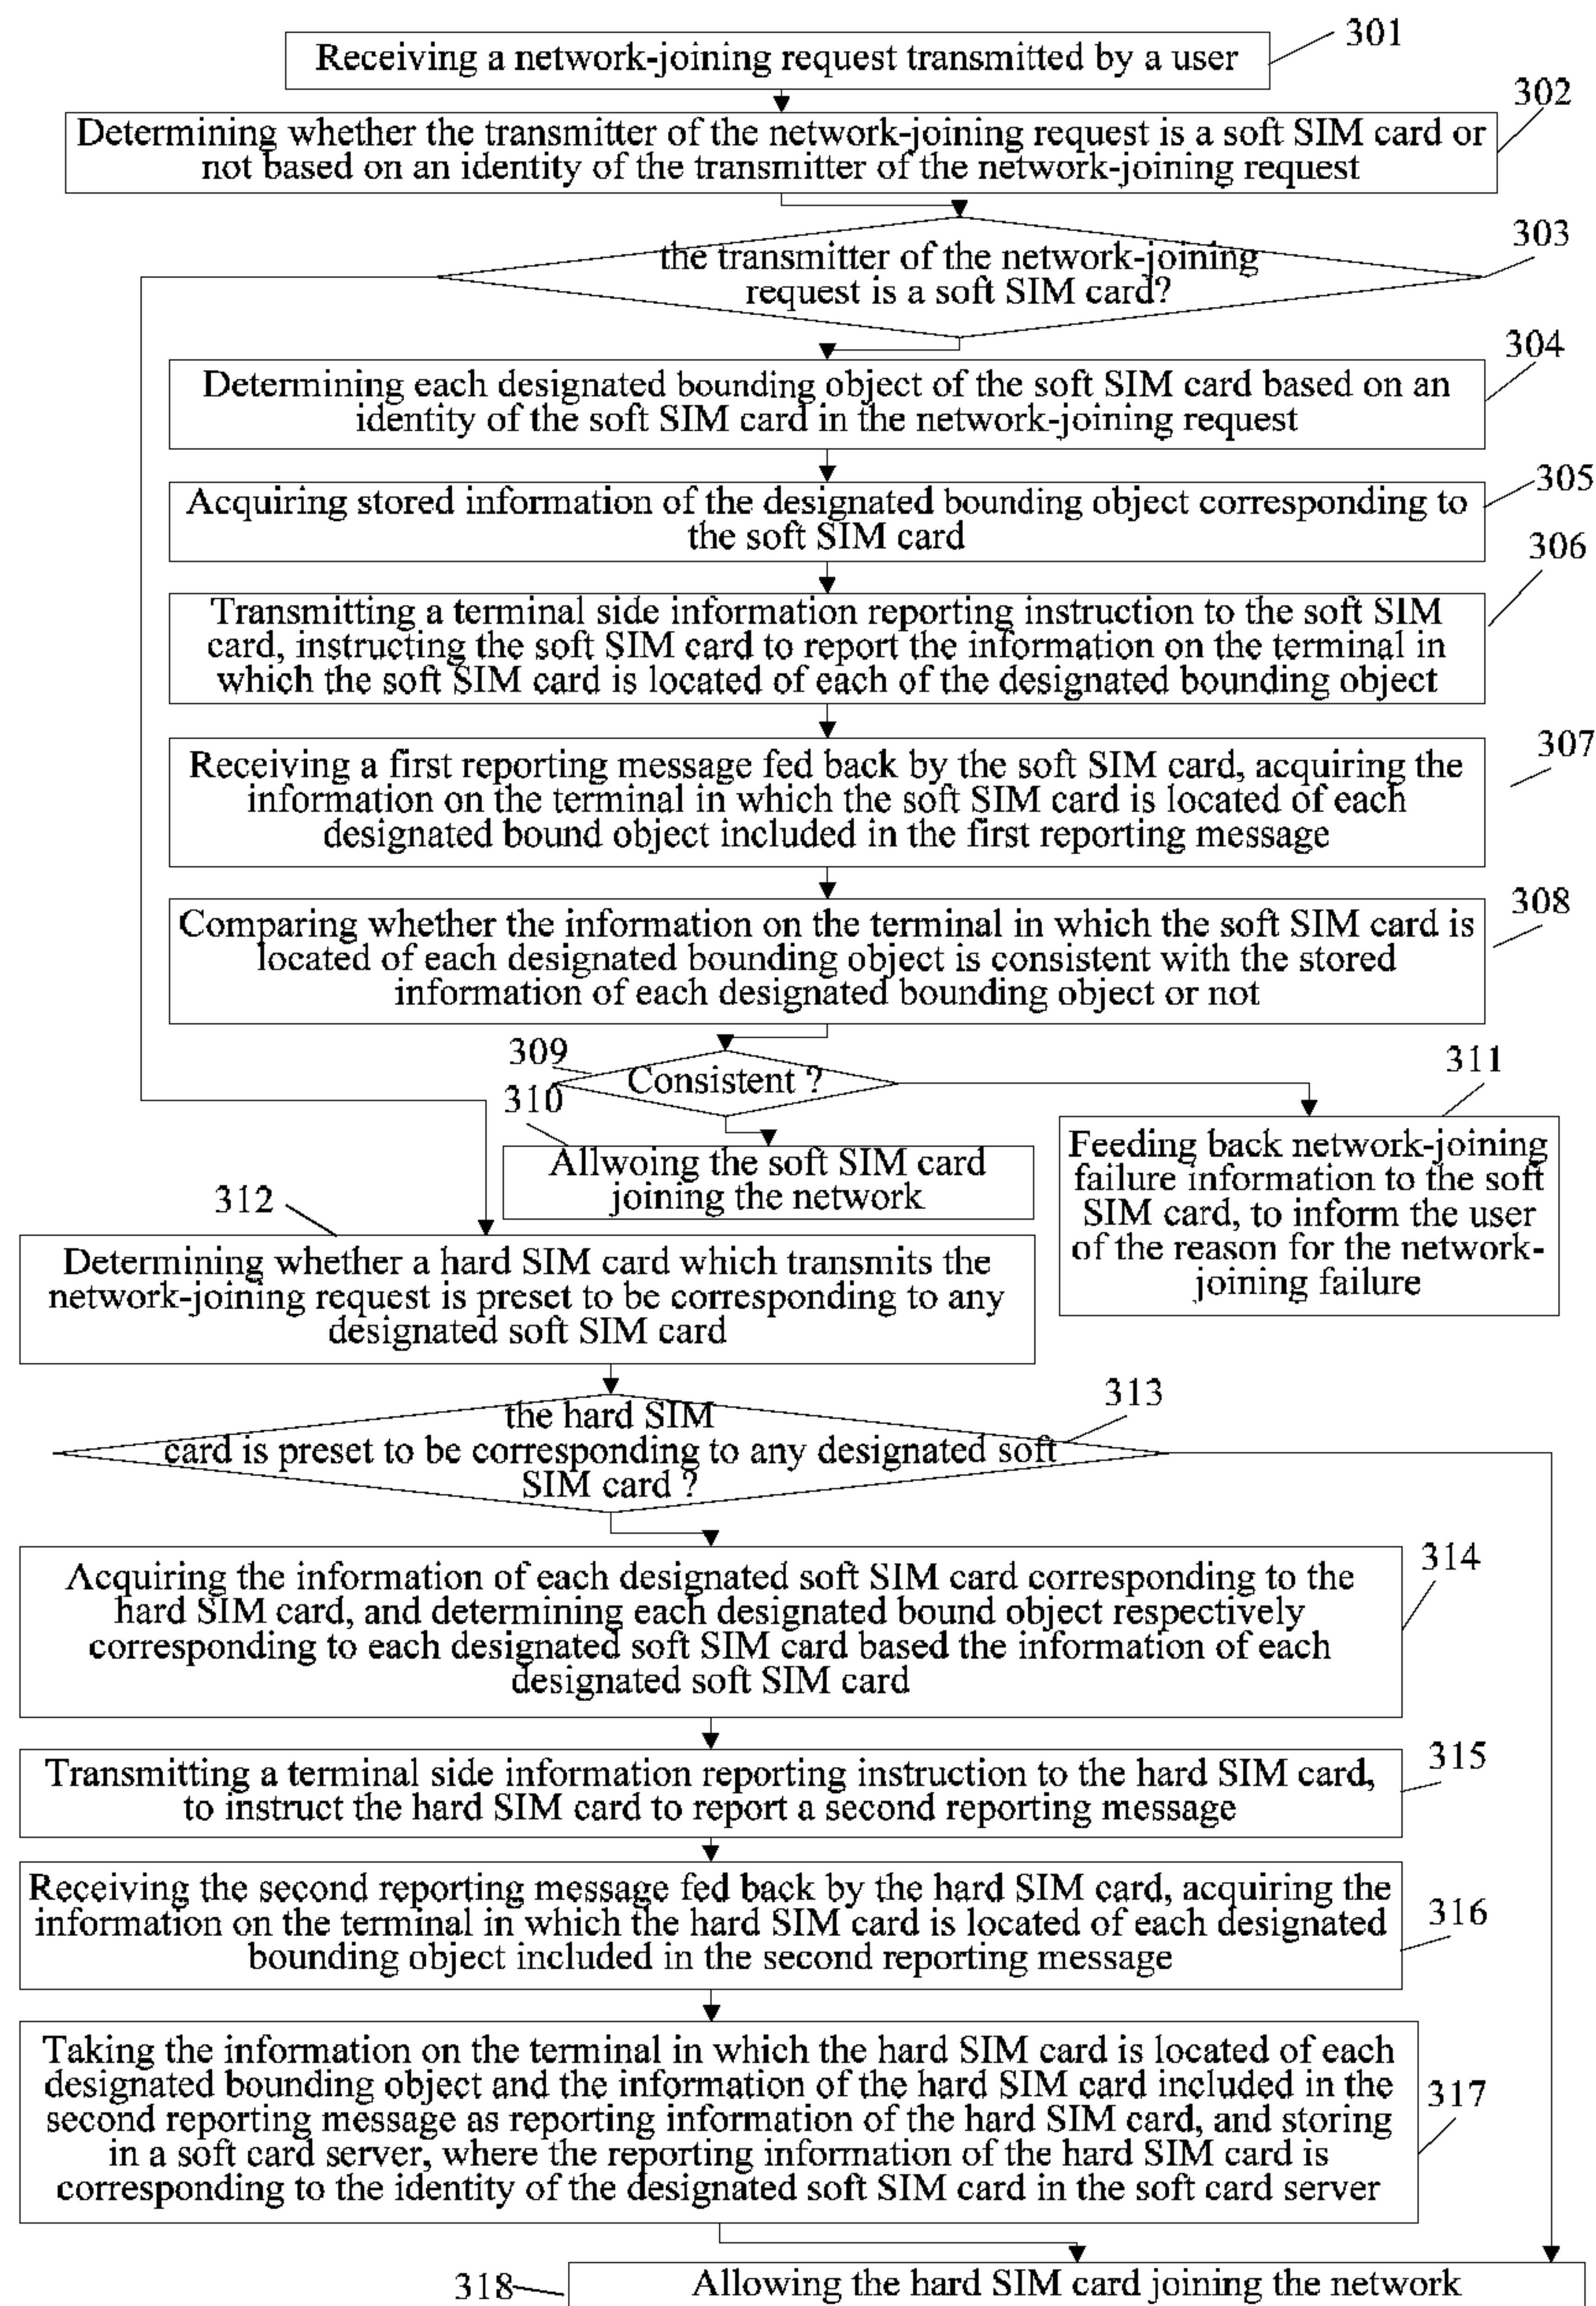 301
Receiving a network-joining request transmitted by a user
302
Determining whether the transmitter of the network-joining request is a soft SIM card or
not based on an identity of the transmitter of the network-joining request
303
the transmitter of the network-joining
request is a soft SIM card?
304
Determining each designated bounding object of the soft SIM card based on an
identity of the soft SIM card in the network-joining request
305
Acquiring stored information of the designated bounding object corresponding to
the soft SIM card
306
Transmitting a terminal side information reporting instruction to the soft SIM
card, instructing the soft SIM card to report the information on the terminal in
which the soft SIM card is located of each of the designated bounding object
307
Receiving a first reporting message fed back by the soft SIM card, acquiring the
information on the terminal in which the soft SIM card is located of each
designated bound object included in the first reporting message
308
Comparing whether the information on the terminal in which the soft SIM card is
located of each designated bounding object is consistent with the stored
information of each designated bounding object or not
309
Consistent ?
310
Allwoing the soft SIM card
joining the network
311
Feeding back network-joining
failure information to the soft
SIM card, to inform the user
of the reason for the network-
joining failure
312
Determining whether a hard SIM card which transmits the
network-joining request is preset to be corresponding to any
designated soft SIM card
313
the hard SIM
card is preset to be corresponding to any designated soft
SIM card ?
314
Acquiring the information of each designated soft SIM card corresponding to the
hard SIM card, and determining each designated bound object respectively
corresponding to each designated soft SIM card based the information of each
designated soft SIM card
315
Transmitting a terminal side information reporting instruction to the hard SIM card,
to instruct the hard SIM card to report a second reporting message
316
Receiving the second reporting message fed back by the hard SIM card, acquiring the
information on the terminal in which the hard SIM card is located of each designated
bounding object included in the second reporting message
317
Taking the information on the terminal in which the hard SIM card is located of each
designated bounding object and the information of the hard SIM card included in the
second reporting message as reporting information of the hard SIM card, and storing
in a soft card server, where the reporting information of the hard SIM card is
corresponding to the identity of the designated soft SIM card in the soft card server
318
Allowing the hard SIM card joining the network